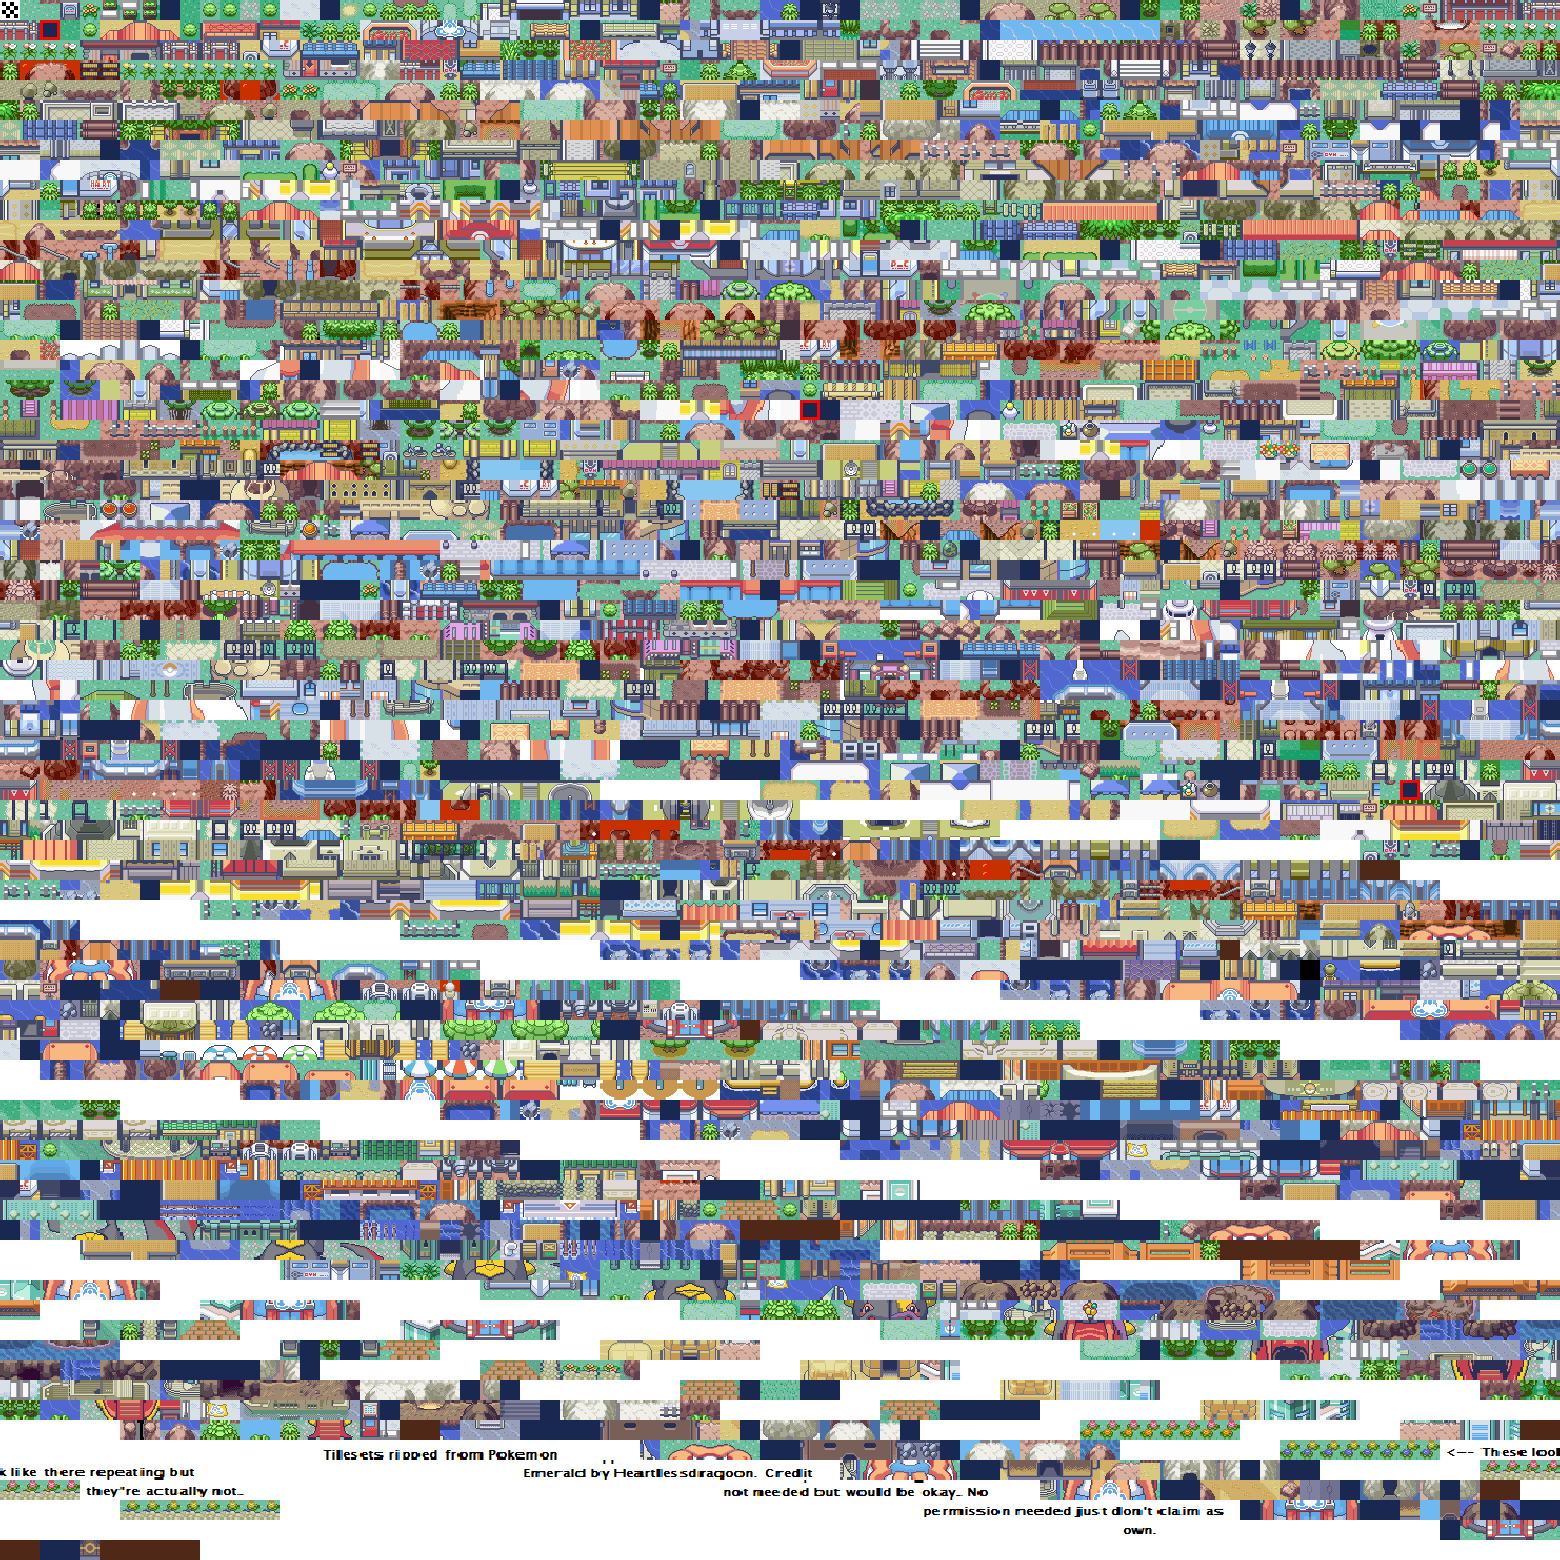 Tillesets ripped from Pokemon
<-- These look
k like there repeating but
Emerald by Heartlessdragoon. Credit
they're actually not..
not needed but would be okay.. No
permission needed just don't claim as
own.